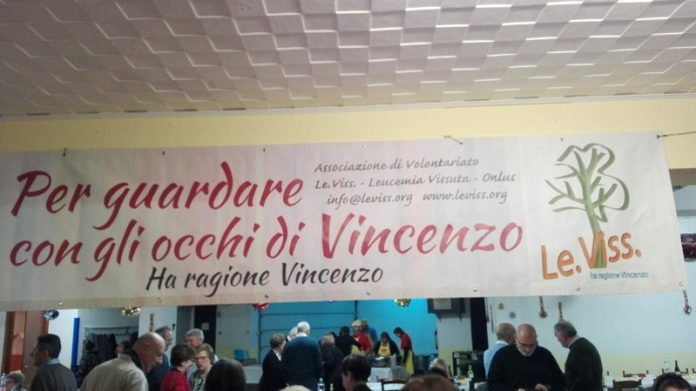 Per guardare
con gli occhi di Vincenzo
Ha ragione Vincenzo
Associazione di Volontariato
Le.Viss. - Leucemia Vissuta - Onlus
info@leviss.org www.leviss.org
Le.Viss.
ha ragione Vincenzo